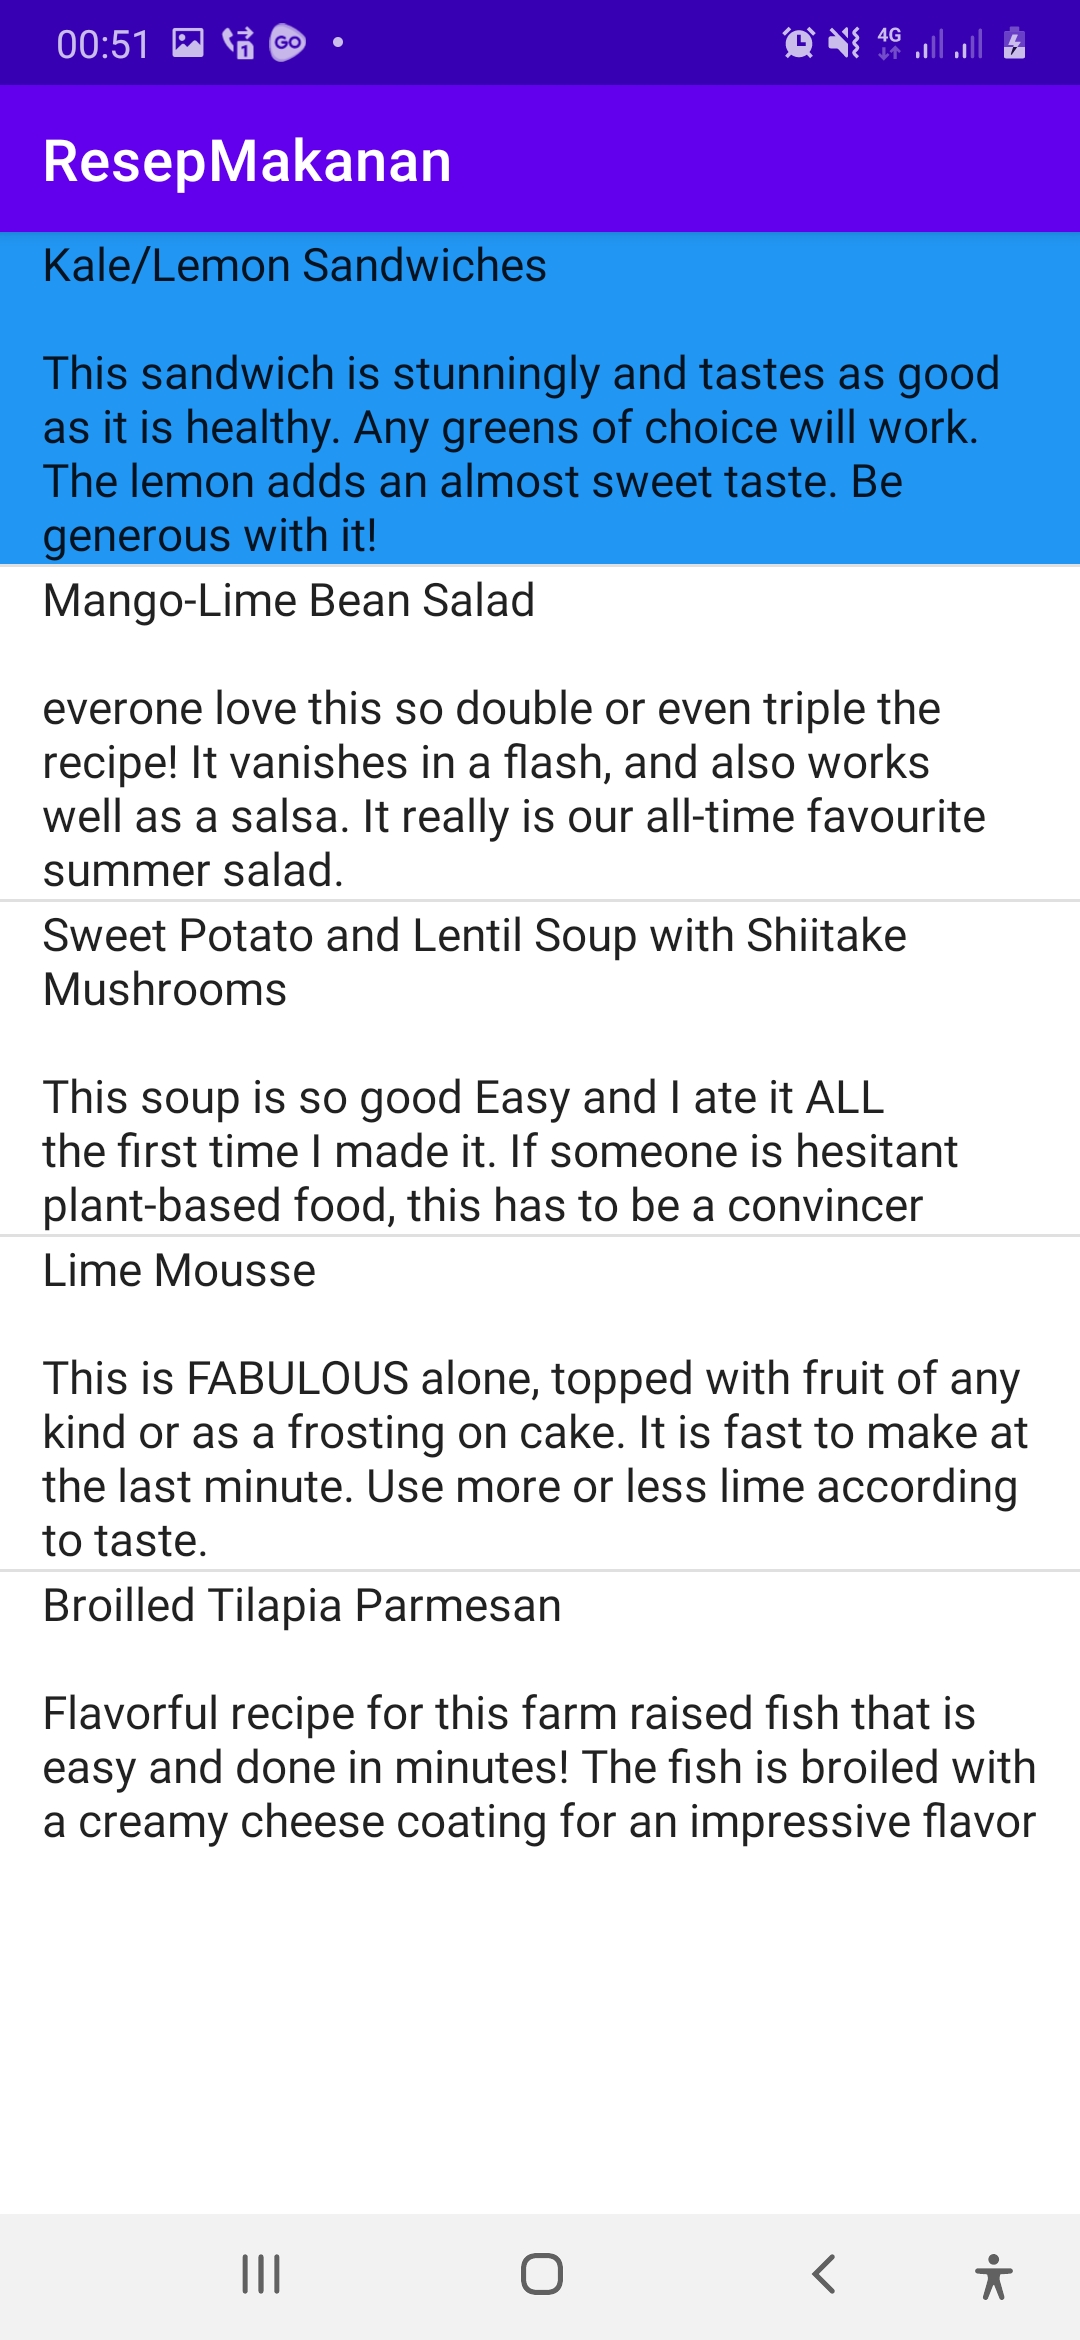 00:51
1
GO
4G
ResepMakanan
Kale/Lemon Sandwiches
This sandwich is stunningly and tastes as good
as it is healthy. Any greens of choice will work.
The lemon adds an almost sweet taste. Be
generous with it!
Mango-Lime Bean Salad
everone love this so double or even triple the
recipe! It vanishes in a flash, and also works
well as a salsa. It really is our all-time favourite
summer salad.
Sweet Potato and Lentil Soup with Shiitake
Mushrooms
This soup is so good Easy and I ate it ALL
the first time I made it. If someone is hesitant
plant-based food, this has to be a convincer
Lime Mousse
This is FABULOUS alone, topped with fruit of any
kind or as a frosting on cake. It is fast to make at
the last minute. Use more or less lime according
to taste.
Broilled Tilapia Parmesan
Flavorful recipe for this farm raised fish that is
easy and done in minutes! The fish is broiled with
a creamy cheese coating for an impressive flavor